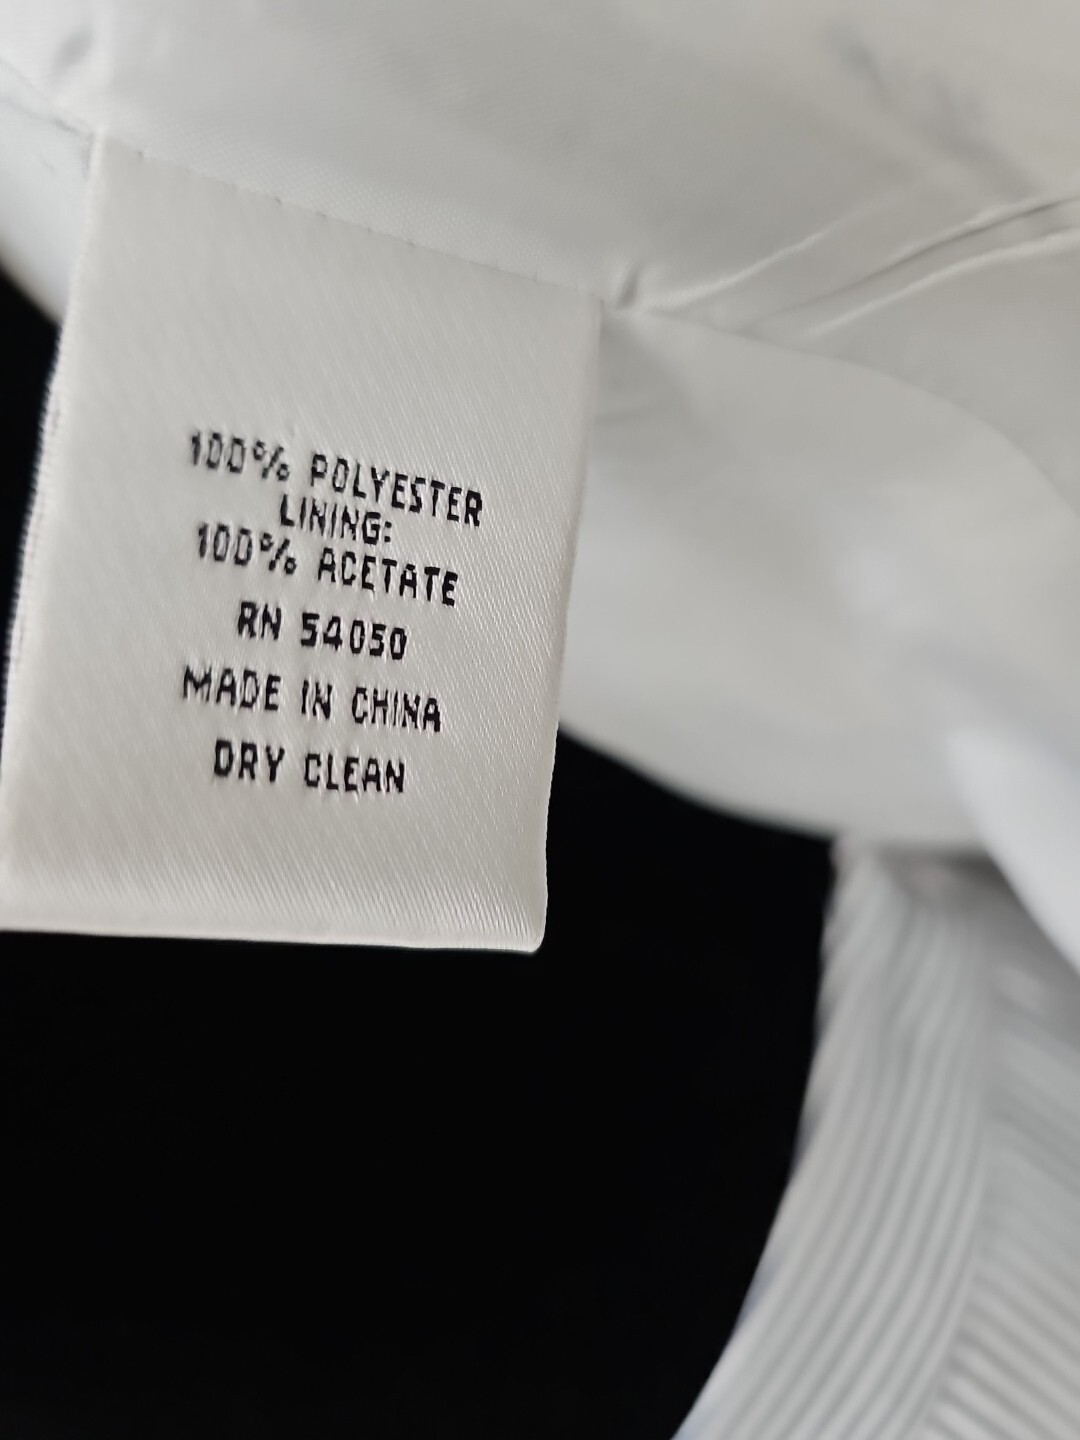 100% POLYESTER
LINING:
100% ACETATE
RN 54050
MADE IN CHINA
DRY CLEAN